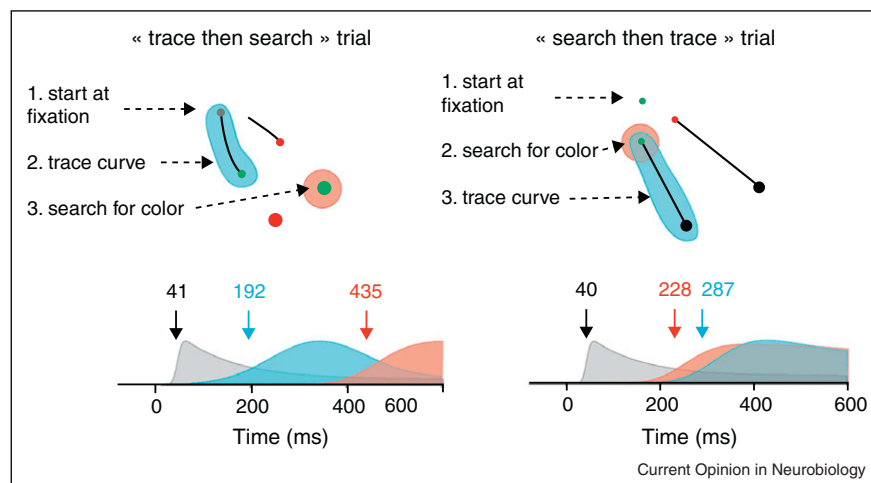 « trace then search » trial
1. start at
fixation
2. trace curve
3. search for color
41 192 435
0 200 400 600
Time (ms)
« search then trace » trial
1. start at
fixation
2. search for color
3. trace curve
40 228 287
0 200 400 600
Time (ms)
Current Opinion in Neurobiology